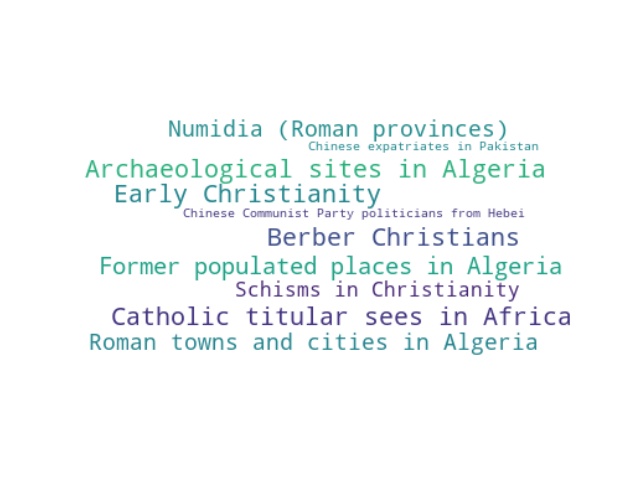 Numidia (Roman provinces)
Chinese expatriates in Pakistan
Archaeological sites in Algeria
Early Christianity
Chinese Communist Party politicians from Hebei
Berber Christians
Former populated places in Algeria
Schisms in Christianity
Catholic titular sees in Africa
Roman towns and cities in Algeria